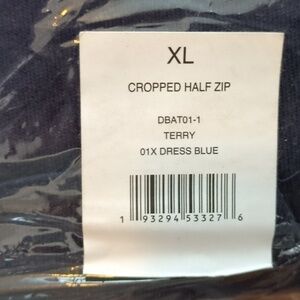 XL
CROPPED HALF ZIP
DBAT01-1
TERRY
01X DRESS BLUE
1 93294 53327 6